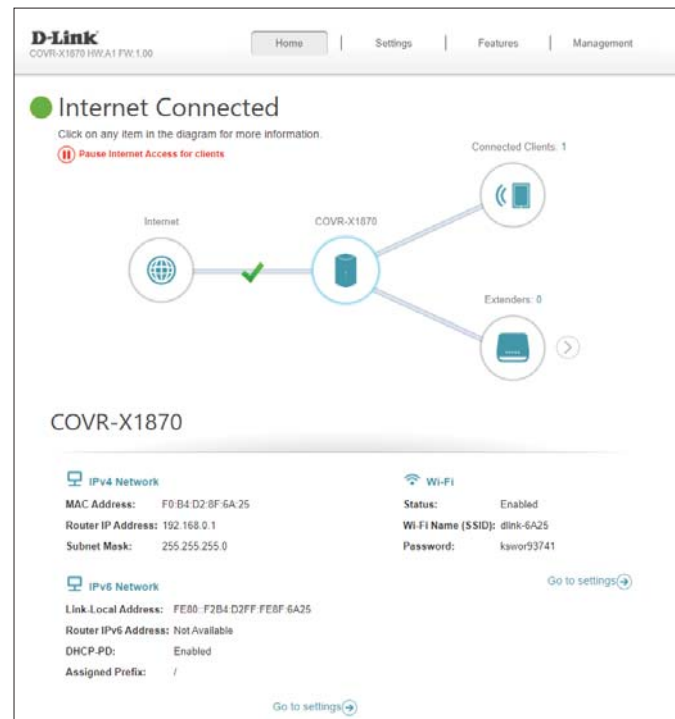 D-Link
COVR-X1870 HW:A1 FW:1.00
Home | Settings | Features | Management
Internet Connected
Click on any item in the diagram for more information.
Pause Internet Access for clients
Connected Clients: 1
Internet
COVR-X1870
Extenders: 0
COVR-X1870
IPv4 Network
MAC Address: F0:B4:D2:8F:6A:25
Router IP Address: 192.168.0.1
Subnet Mask: 255.255.255.0
Wi-Fi
Status: Enabled
Wi-Fi Name (SSID): dlink-6A25
Password: kswor93741
Go to settings
IPv6 Network
Link-Local Address: FE80::F2B4:D2FF:FE8F:6A25
Router IPv6 Address: Not Available
DHCP-PD: Enabled
Assigned Prefix: /
Go to settings